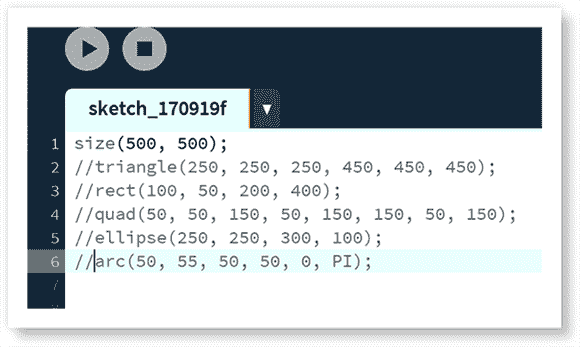 sketch_170919f ▼
1 size(500, 500);
2 //triangle(250, 250, 250, 450, 450, 450);
3 //rect(100, 50, 200, 400);
4 //quad(50, 50, 150, 50, 150, 150, 50, 150);
5 //ellipse(250, 250, 300, 100);
6 //arc(50, 55, 50, 50, 0, PI);
7